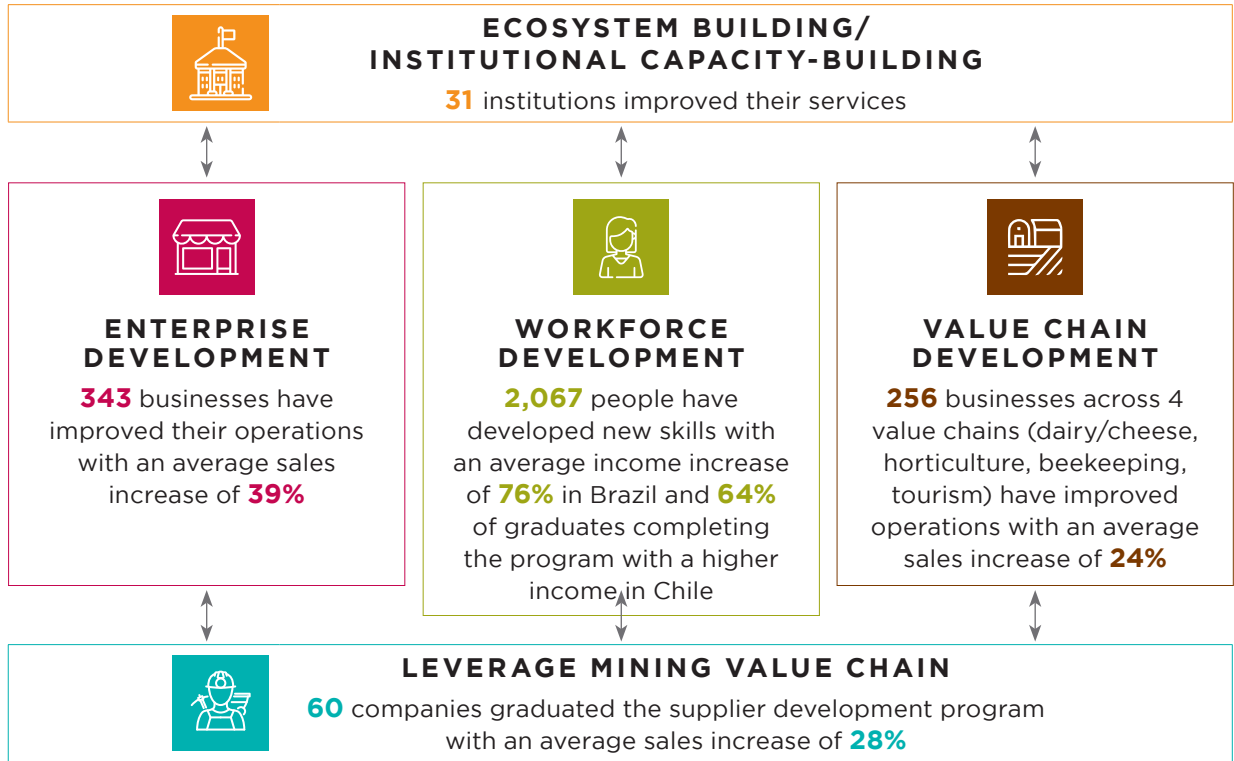 ECOSYSTEM BUILDING/
INSTITUTIONAL CAPACITY-BUILDING
31 institutions improved their services
ENTERPRISE
DEVELOPMENT
343 businesses have
improved their operations
with an average sales
increase of 39%
WORKFORCE
DEVELOPMENT
2,067 people have
developed new skills with
an average income increase
of 76% in Brazil and 64%
of graduates completing
the program with a higher
income in Chile
VALUE CHAIN
DEVELOPMENT
256 businesses across 4
value chains (dairy/cheese,
horticulture, beekeeping,
tourism) have improved
operations with an average
sales increase of 24%
LEVERAGE MINING VALUE CHAIN
60 companies graduated the supplier development program
with an average sales increase of 28%